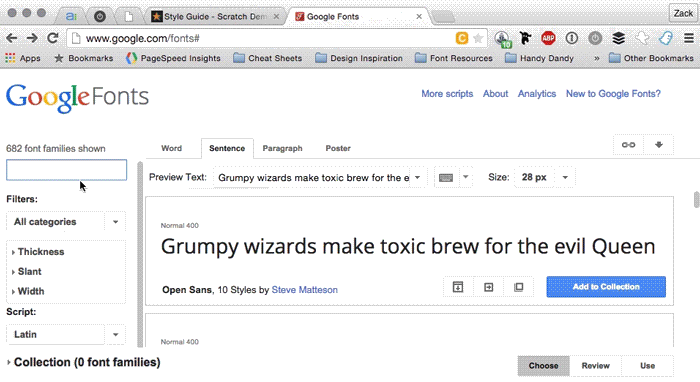 Style Guide - Scratch Dem
Google Fonts
Zack
www.google.com/fonts#
10
ABP
Apps
Bookmarks
PageSpeed Insights
Cheat Sheets
Design Inspiration
Font Resources
Handy Dandy
»
Other Bookmarks
Google Fonts
More scripts
About
Analytics
New to Google Fonts?
682 font families shown
Word
Sentence
Paragraph
Poster
Preview Text:
Grumpy wizards make toxic brew for the e
Size:
28 px
Filters:
All categories
Thickness
Slant
Width
Script:
Latin
Normal 400
Grumpy wizards make toxic brew for the evil Queen
Open Sans, 10 Styles by Steve Matteson
Add to Collection
Normal 400
Collection (0 font families)
Choose
Review
Use